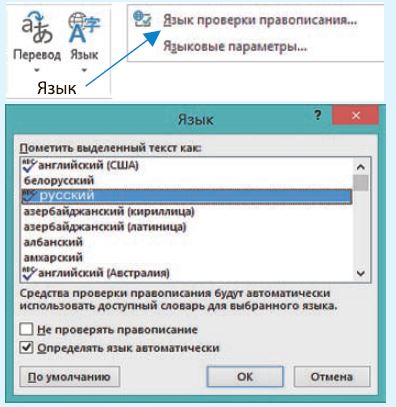 Перевод
Язык
Язык проверки правописания...
Языковые параметры...
Язык
Язык
?
Пометить выделенный текст как:
английский (США)
белорусский
русский
азербайджанский (кириллица)
азербайджанский (латиница)
албанский
амхарский
английский (Австралия)
Средства проверки правописания будут автоматически
использовать доступный словарь для выбранного языка.
Не проверять правописание
Определять язык автоматически
По умолчанию
ОК
Отмена